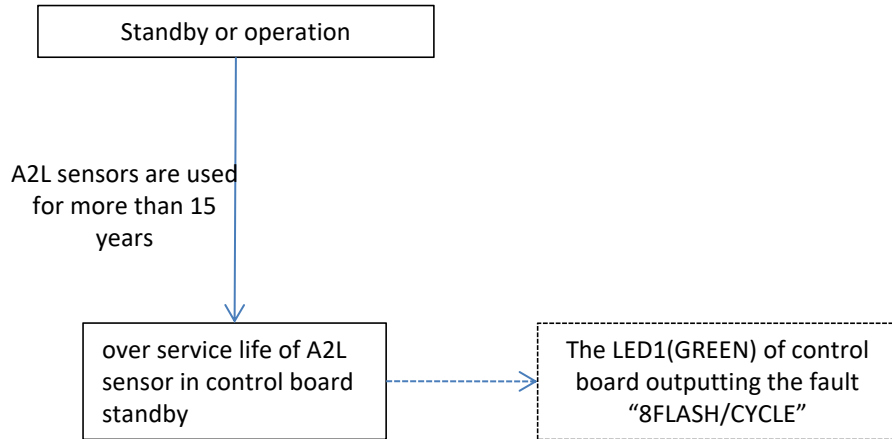 Standby or operation
A2L sensors are used
for more than 15
years
over service life of A2L
sensor in control board
standby
The LED1(GREEN) of control
board outputting the fault
“8FLASH/CYCLE”